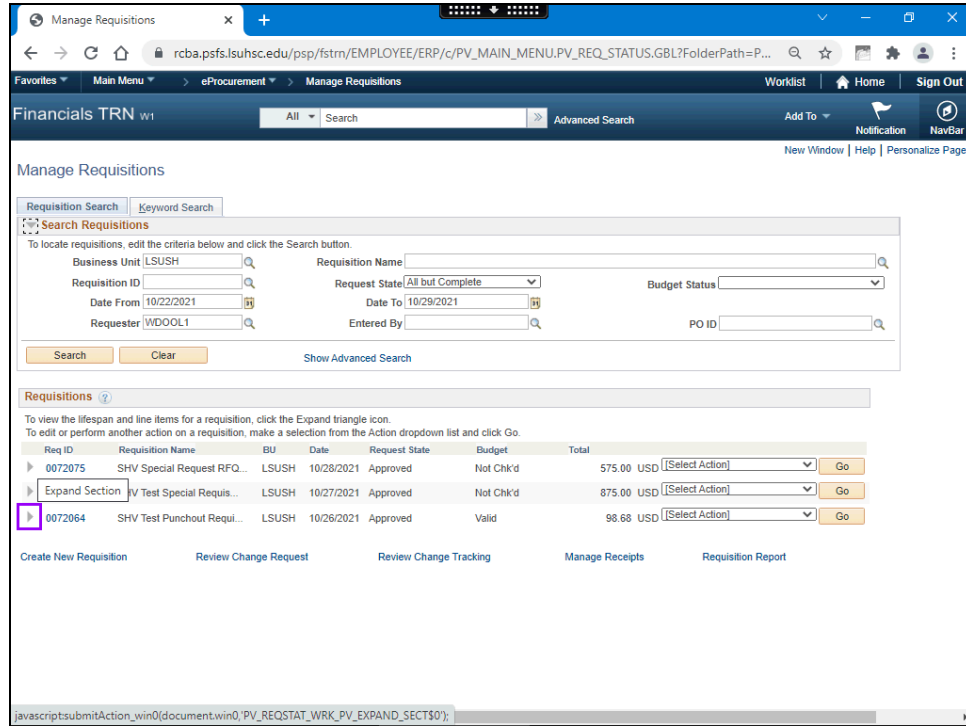 Manage Requisitions
rcba.psfs.lsuhsc.edu/psp/fstrn/EMPLOYEE/ERP/c/PV_MAIN_MENU.PV_REQ_STATUS.GBL?FolderPath=P...
Favorites Main Menu > eProcurement > Manage Requisitions Worklist Home Sign Out
Financials TRN W1 All Search Advanced Search Add To Notification NavBar
New Window | Help | Personalize Page
Manage Requisitions
Requisition Search Keyword Search
Search Requisitions
To locate requisitions, edit the criteria below and click the Search button.
Business Unit LSUSH Requisition Name
Requisition ID Request State All but Complete Budget Status
Date From 10/22/2021 Date To 10/29/2021
Requester WDOOL1 Entered By PO ID
Search Clear Show Advanced Search
Requisitions ?
To view the lifespan and line items for a requisition, click the Expand triangle icon.
To edit or perform another action on a requisition, make a selection from the Action dropdown list and click Go.
Req ID Requisition Name BU Date Request State Budget Total
0072075 SHV Special Request RFQ... LSUSH 10/28/2021 Approved Not Chk'd 575.00 USD [Select Action] Go
Expand Section HV Test Special Requis... LSUSH 10/27/2021 Approved Not Chk'd 875.00 USD [Select Action] Go
0072064 SHV Test Punchout Requi... LSUSH 10/26/2021 Approved Valid 98.68 USD [Select Action] Go
Create New Requisition Review Change Request Review Change Tracking Manage Receipts Requisition Report
javascript:submitAction_win0(document.win0,'PV_REQSTAT_WRK_PV_EXPAND_SECT$0');